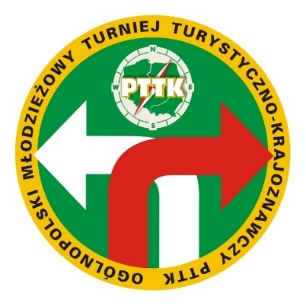 OGÓLNOPOLSKI MŁODZIEŻOWY TURNIEJ TURYSTYCZNO-KRAJOZNAWCZY PTTK
N
W PTTK E
S